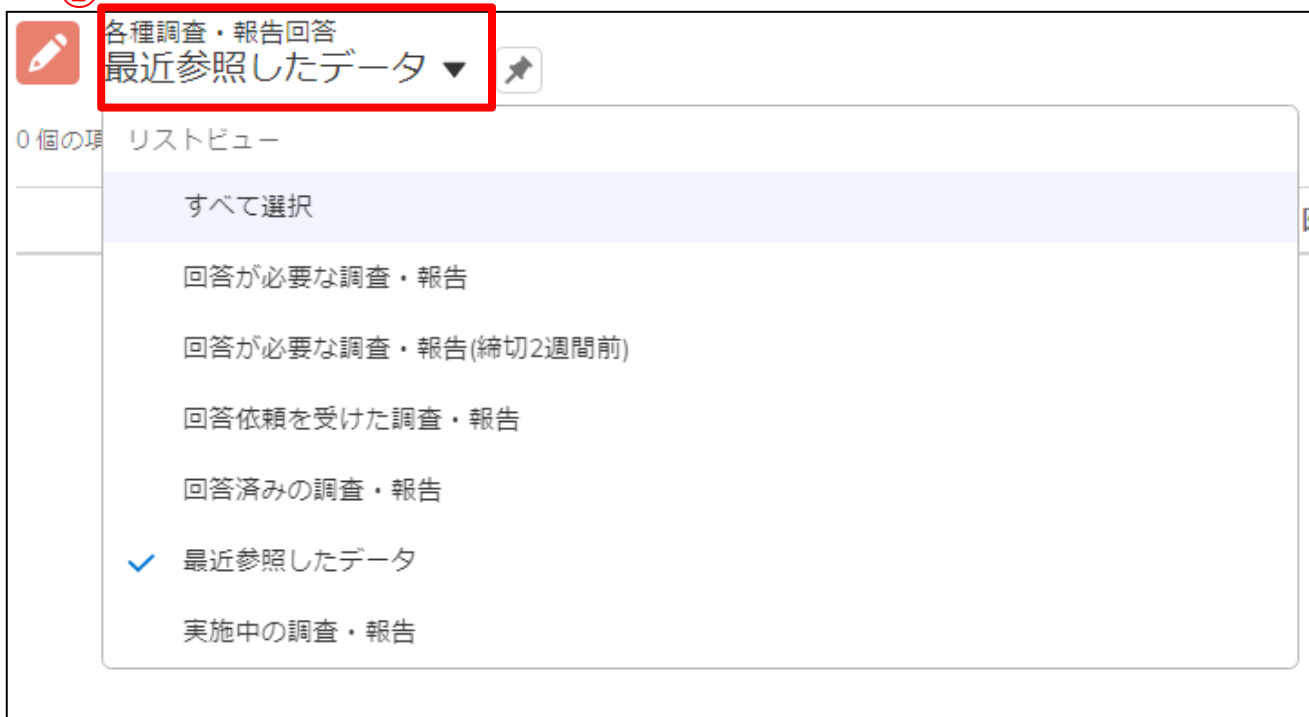 各種調査・報告回答
最近参照したデータ ▼
0 個の項
リストビュー
すべて選択
回答が必要な調査・報告
回答が必要な調査・報告(締切2週間前)
回答依頼を受けた調査・報告
回答済みの調査・報告
最近参照したデータ
実施中の調査・報告